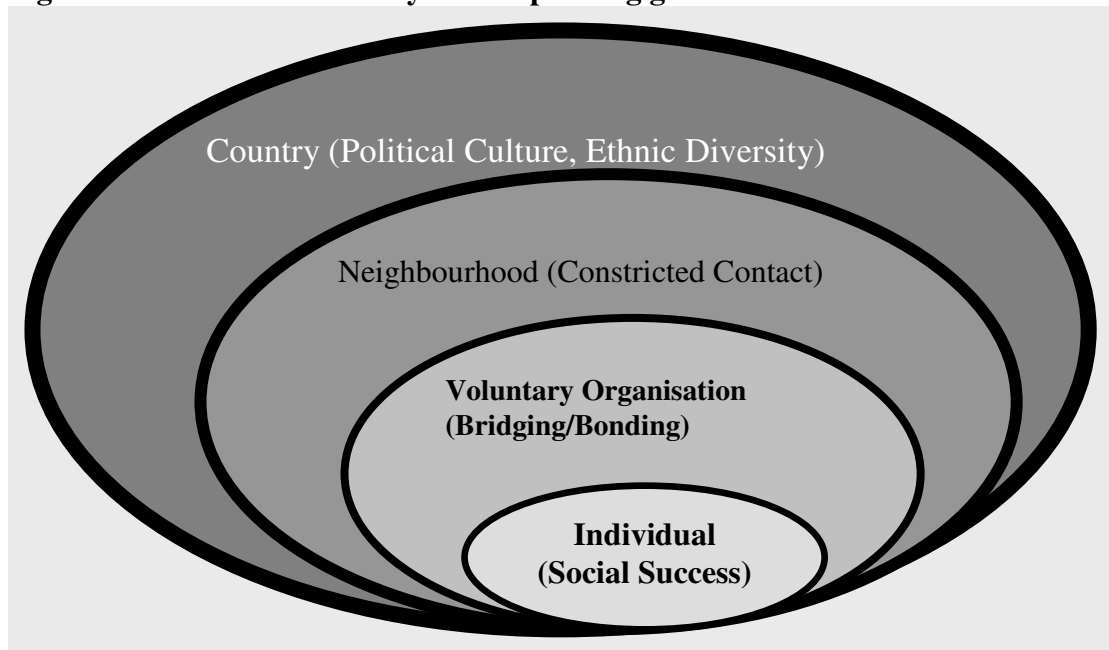 Country (Political Culture, Ethnic Diversity)
Neighbourhood (Constricted Contact)
Voluntary Organisation
(Bridging/Bonding)
Individual
(Social Success)